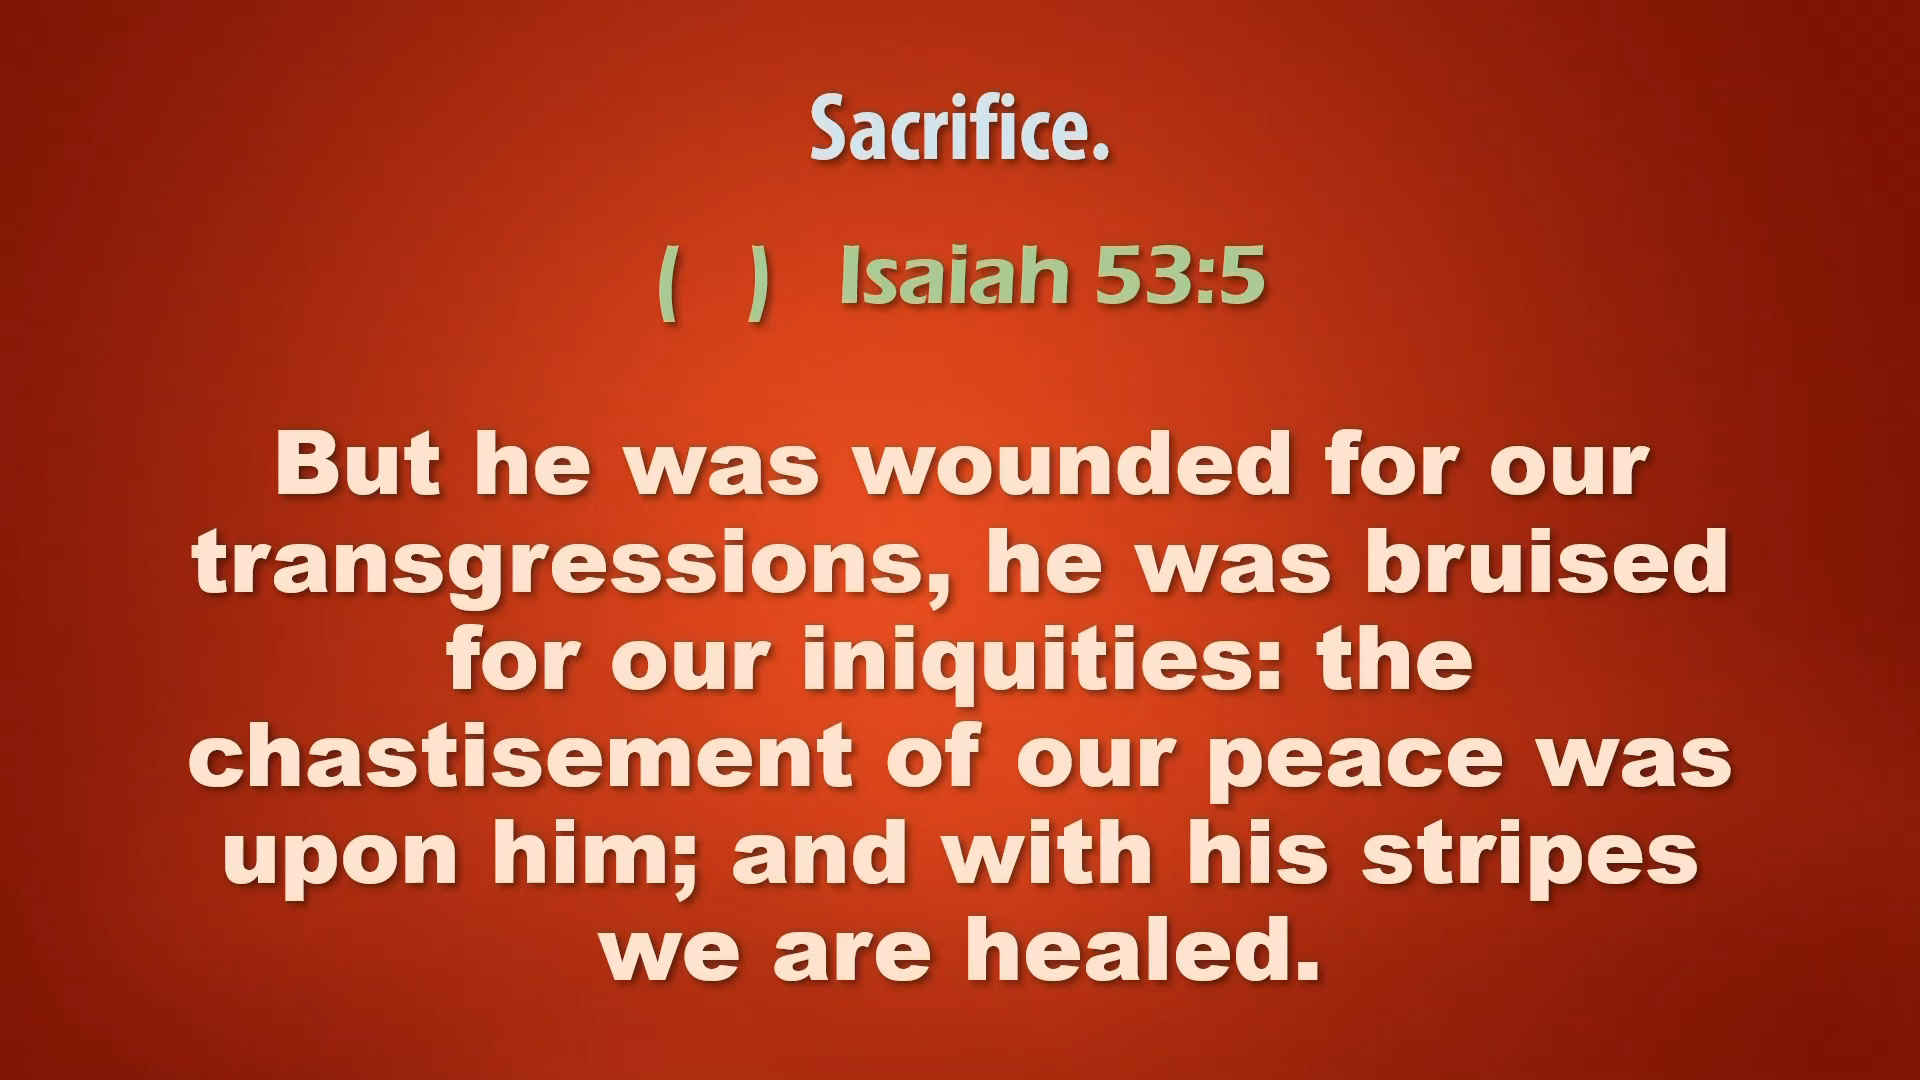 Sacrifice.
(   )   Isaiah 53:5
But he was wounded for our
transgressions, he was bruised
for our iniquities: the
chastisement of our peace was
upon him; and with his stripes
we are healed.